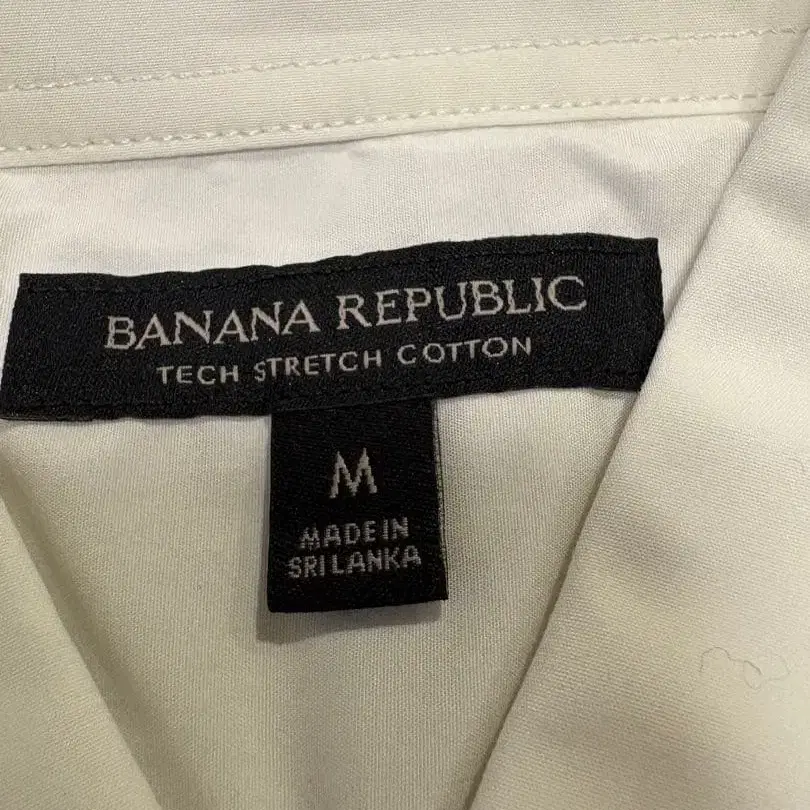 BANANA REPUBLIC
TECH STRETCH COTTON
M
MADE IN
SRI LANKA